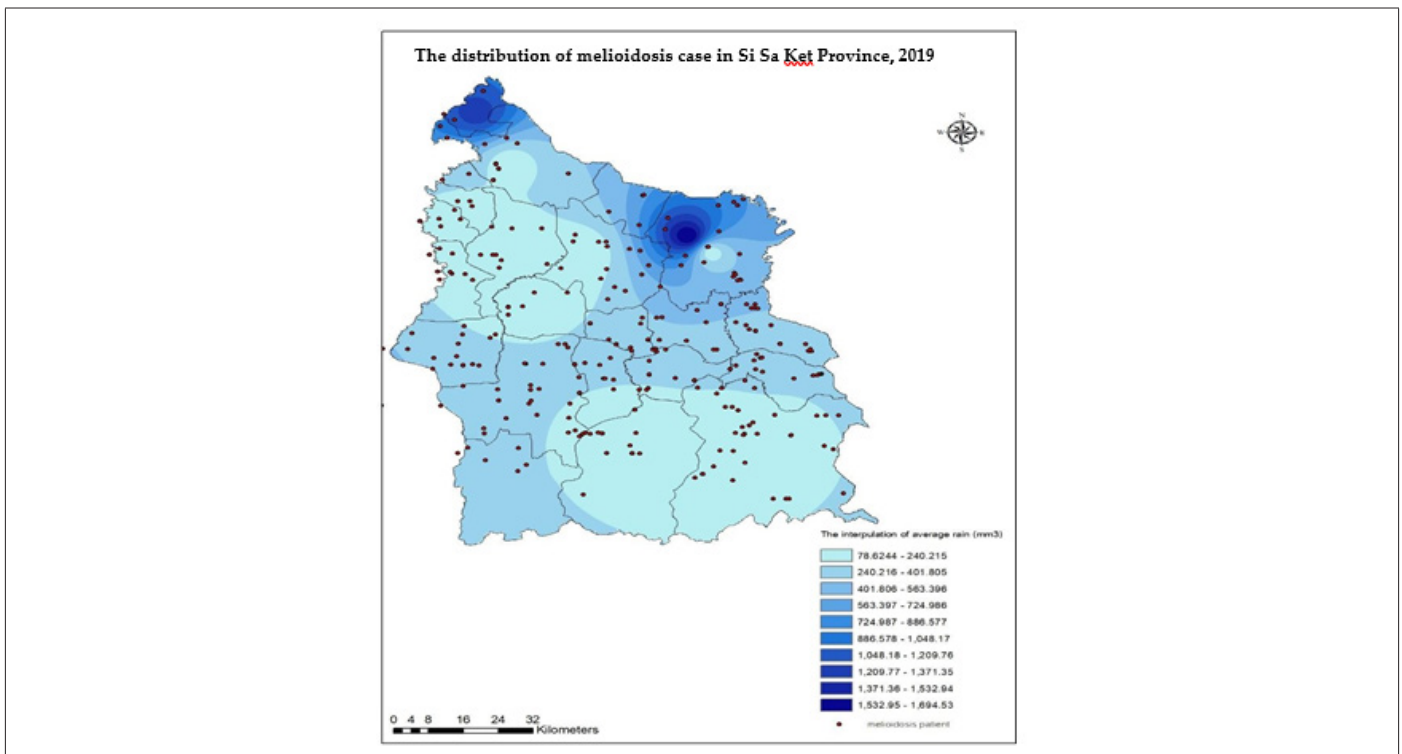 The distribution of melioidosis case in Si Sa Ket Province, 2019
N
W E
S
The interpulation of average rain (mm3)
78.6244 - 240.215
240.216 - 401.805
401.806 - 563.396
563.397 - 724.986
724.987 - 886.577
886.578 - 1,048.17
1,048.18 - 1,209.76
1,209.77 - 1,371.35
1,371.36 - 1,532.94
1,532.95 - 1,694.53
melioidosis patient
0 4 8 16 24 32
Kilometers